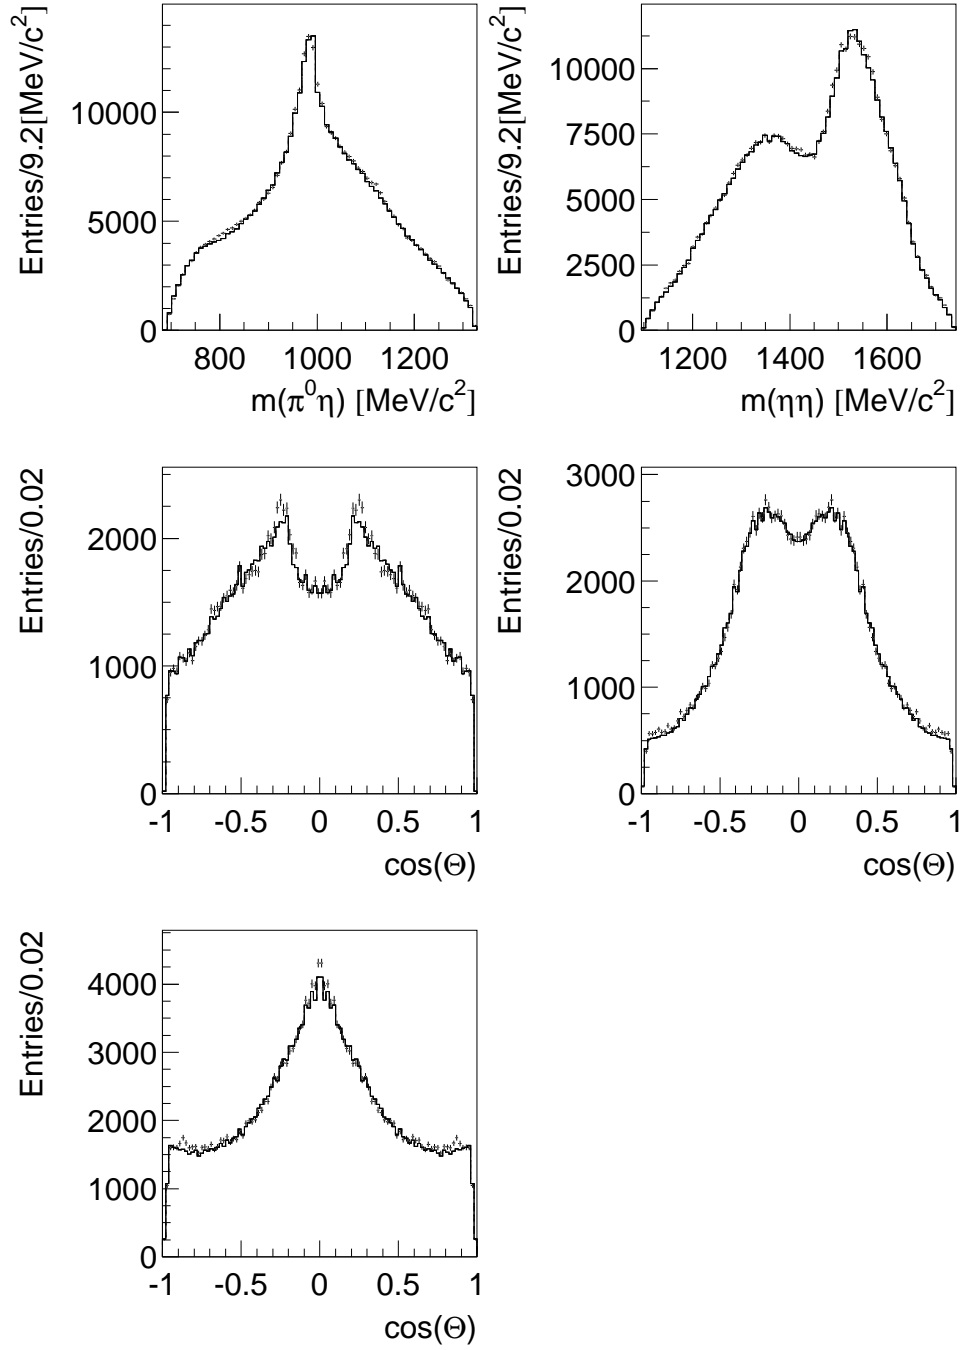 Entries/9.2[MeV/c²]
10000
5000
0
800 1000 1200
m(π⁰η) [MeV/c²]
Entries/9.2[MeV/c²]
10000
7500
5000
2500
0
1200 1400 1600
m(ηη) [MeV/c²]
Entries/0.02
2000
1000
0
-1 -0.5 0 0.5 1
cos(Θ)
Entries/0.02
3000
2000
1000
0
-1 -0.5 0 0.5 1
cos(Θ)
Entries/0.02
4000
3000
2000
1000
0
-1 -0.5 0 0.5 1
cos(Θ)